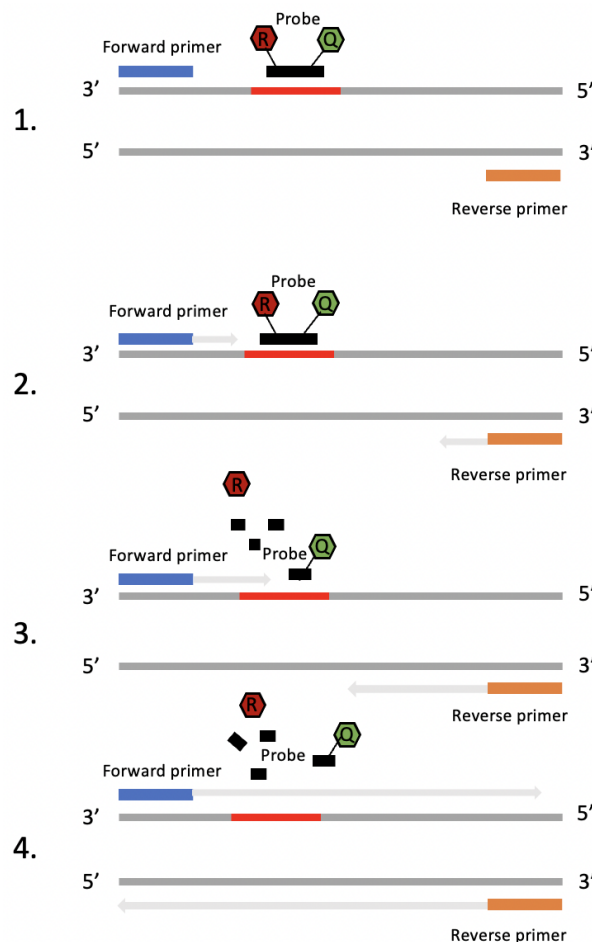 Probe
R
Q
Forward primer
3’
5’
1.
5’
3’
Reverse primer
Probe
R
Q
Forward primer
3’
5’
2.
5’
3’
Reverse primer
R
Q
Probe
Forward primer
3’
5’
3.
5’
3’
R
Reverse primer
Q
Probe
Forward primer
3’
5’
4.
5’
3’
Reverse primer